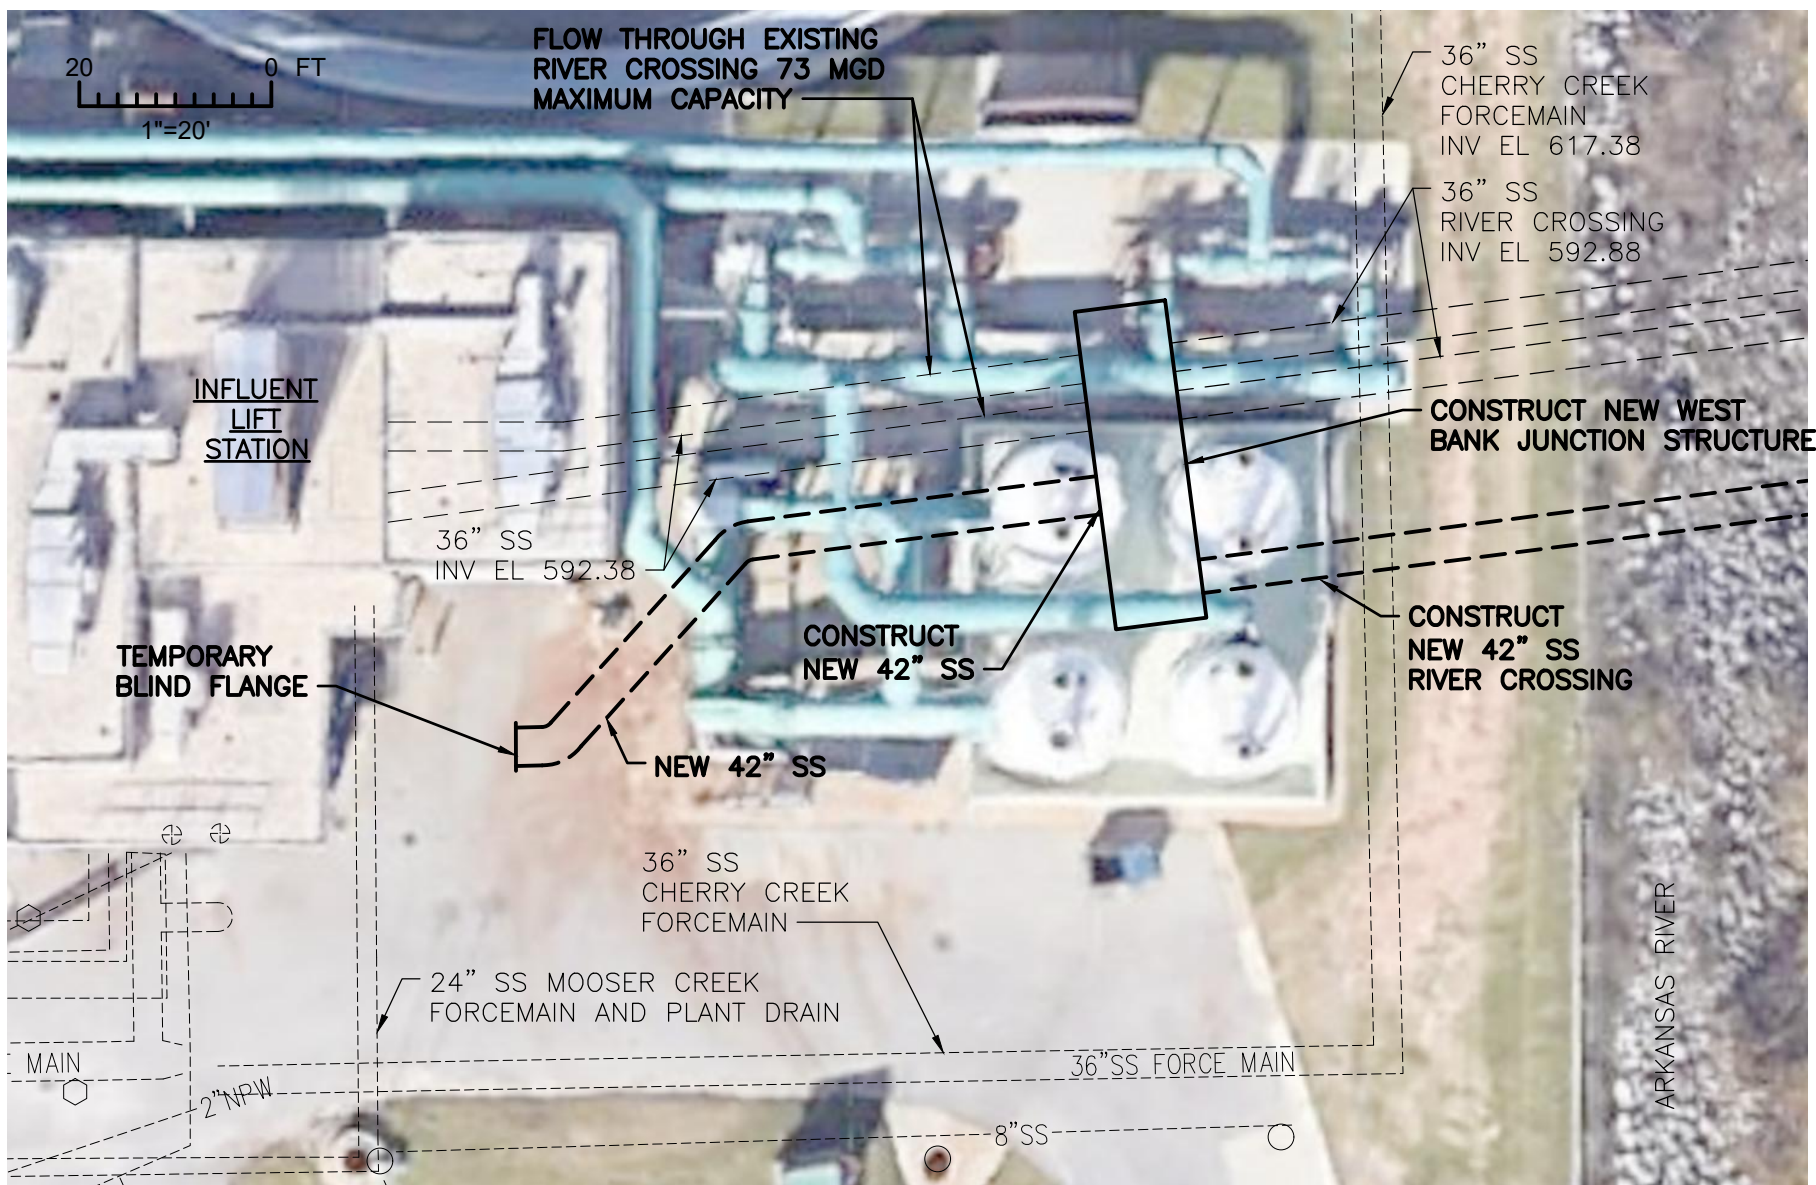 FLOW THROUGH EXISTING
RIVER CROSSING 73 MGD
MAXIMUM CAPACITY
20 0 FT
1"=20'
36" SS
CHERRY CREEK
FORCEMAIN
INV EL 617.38
36" SS
RIVER CROSSING
INV EL 592.88
INFLUENT
LIFT
STATION
CONSTRUCT NEW WEST
BANK JUNCTION STRUCTURE
36" SS
INV EL 592.38
CONSTRUCT
NEW 42" SS
CONSTRUCT
NEW 42" SS
RIVER CROSSING
TEMPORARY
BLIND FLANGE
NEW 42" SS
36" SS
CHERRY CREEK
FORCEMAIN
24" SS MOOSER CREEK
FORCEMAIN AND PLANT DRAIN
ARKANSAS RIVER
MAIN
36"SS FORCE MAIN
2"NPW
8"SS